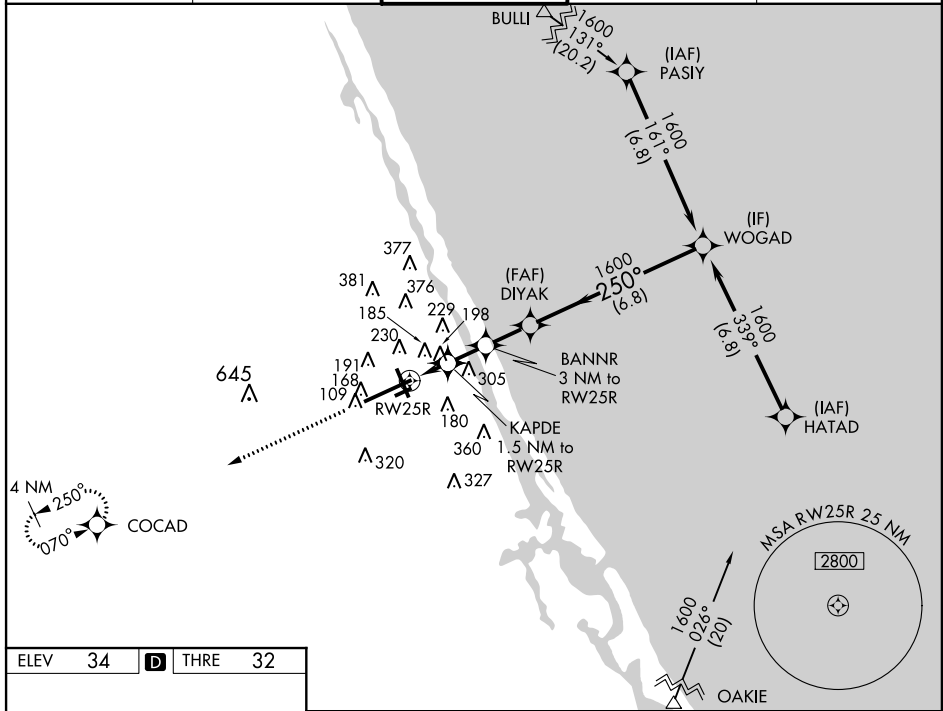 BULLI
1600
131°
(20.2)
(IAF)
PASIY
1600
161°
(6.8)
(IF)
WOGAD
377
381
376
(FAF)
DIYAK
1600
250°
(6.8)
185
229
198
230
1600
339°
(6.8)
191
BANNR
3 NM to
RW25R
645
168
305
109
RW25R
180
KAPDE
1.5 NM to
RW25R
(IAF)
HATAD
360
320
327
4 NM
250°
070°
COCAD
MSA RW25R 25 NM
2800
1600
026°
(20)
OAKIE
ELEV 34 D THRE 32